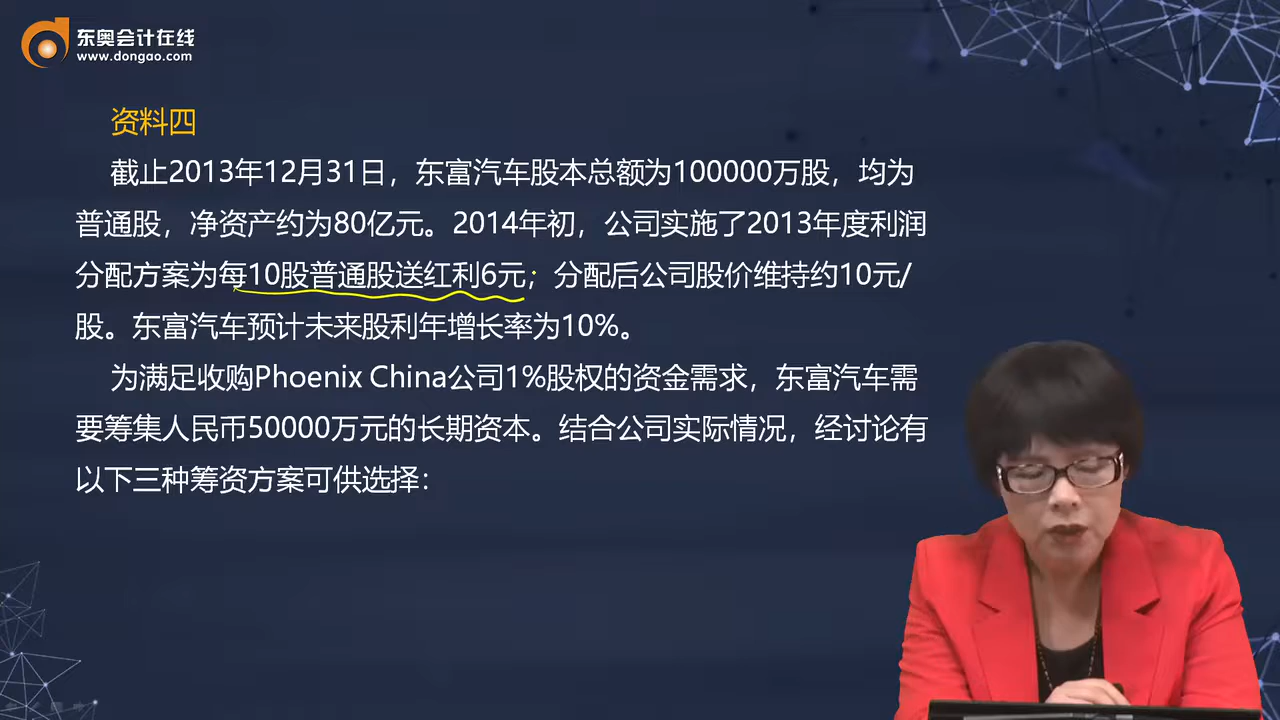 东奥会计在线
www.dongao.com
资料四
截止2013年12月31日，东富汽车股本总额为100000万股，均为
普通股，净资产约为80亿元。2014年初，公司实施了2013年度利润
分配方案为每10股普通股送红利6元；分配后公司股价维持约10元/
股。东富汽车预计未来股利年增长率为10%。
为满足收购Phoenix China公司1%股权的资金需求，东富汽车需
要筹集人民币50000万元的长期资本。结合公司实际情况，经讨论有
以下三种筹资方案可供选择：